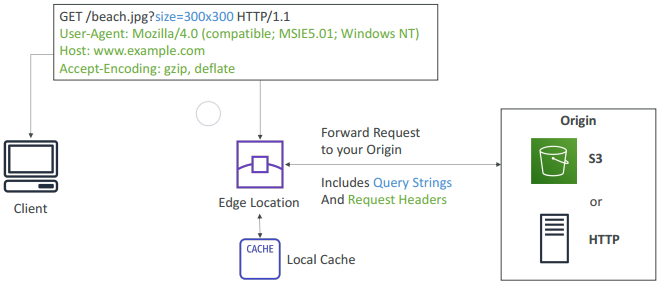 GET /beach.jpg?size=300x300 HTTP/1.1
User-Agent: Mozilla/4.0 (compatible; MSIE5.01; Windows NT)
Host: www.example.com
Accept-Encoding: gzip, deflate
Client
Edge Location
CACHE
Local Cache
Forward Request
to your Origin
Includes Query Strings
And Request Headers
Origin
S3
or
HTTP